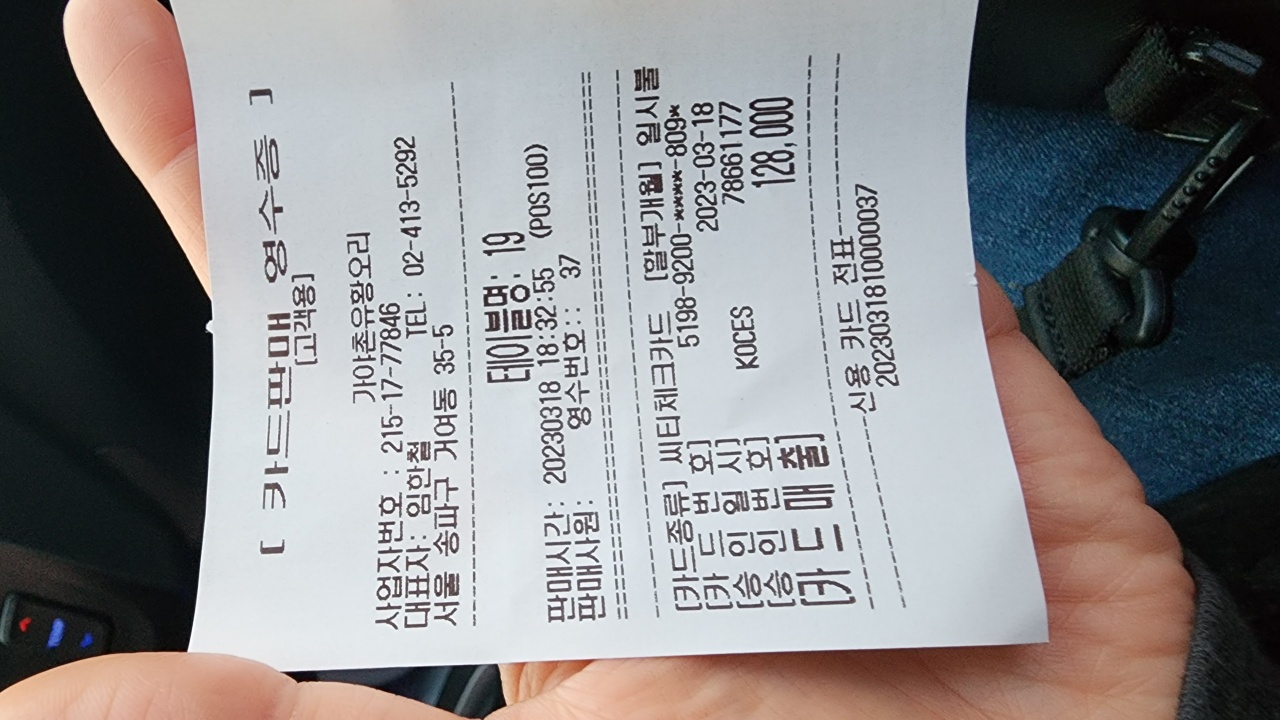 [ 카드판매 영수증 ]
[고객용]
가야촌유황오리
사업자번호 : 215-17-77846
대표자: 임한철 TEL: 02-413-5292
서울 송파구 거여동 35-5
테이블명: 19
판매시간: 20230318 18:32:55 (POS100)
판매사원: 영수번호:: 37
[카드종류] 씨티체크카드 [할부개월] 일시불
[카 드 번 호] 5198-9200-****-809*
[승 인 일 시] 2023-03-18
[승 인 번 호] KOCES 78661177
[카 드 매 출] 128,000
신용 카드 전표
2023031810000037